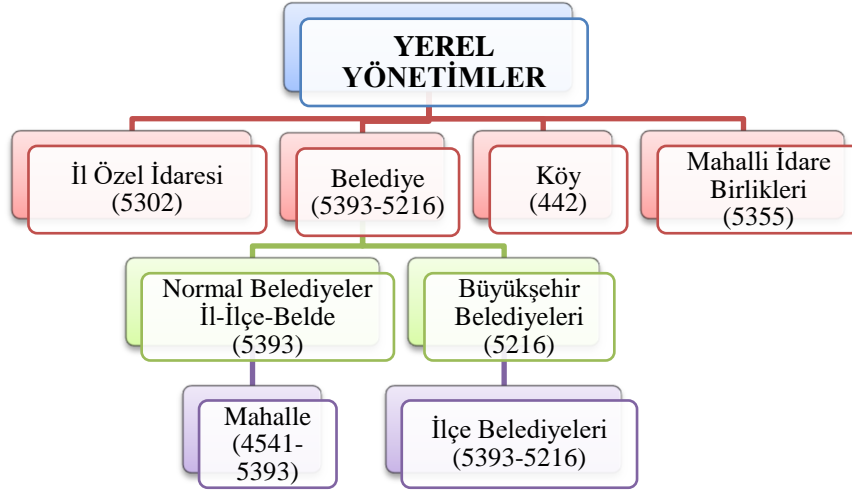 YEREL
YÖNETİMLER
İl Özel İdaresi
(5302)
Belediye
(5393-5216)
Köy
(442)
Mahalli İdare
Birlikleri
(5355)
Normal Belediyeler
İl-İlçe-Belde
(5393)
Büyükşehir
Belediyeleri
(5216)
Mahalle
(4541-
5393)
İlçe Belediyeleri
(5393-5216)